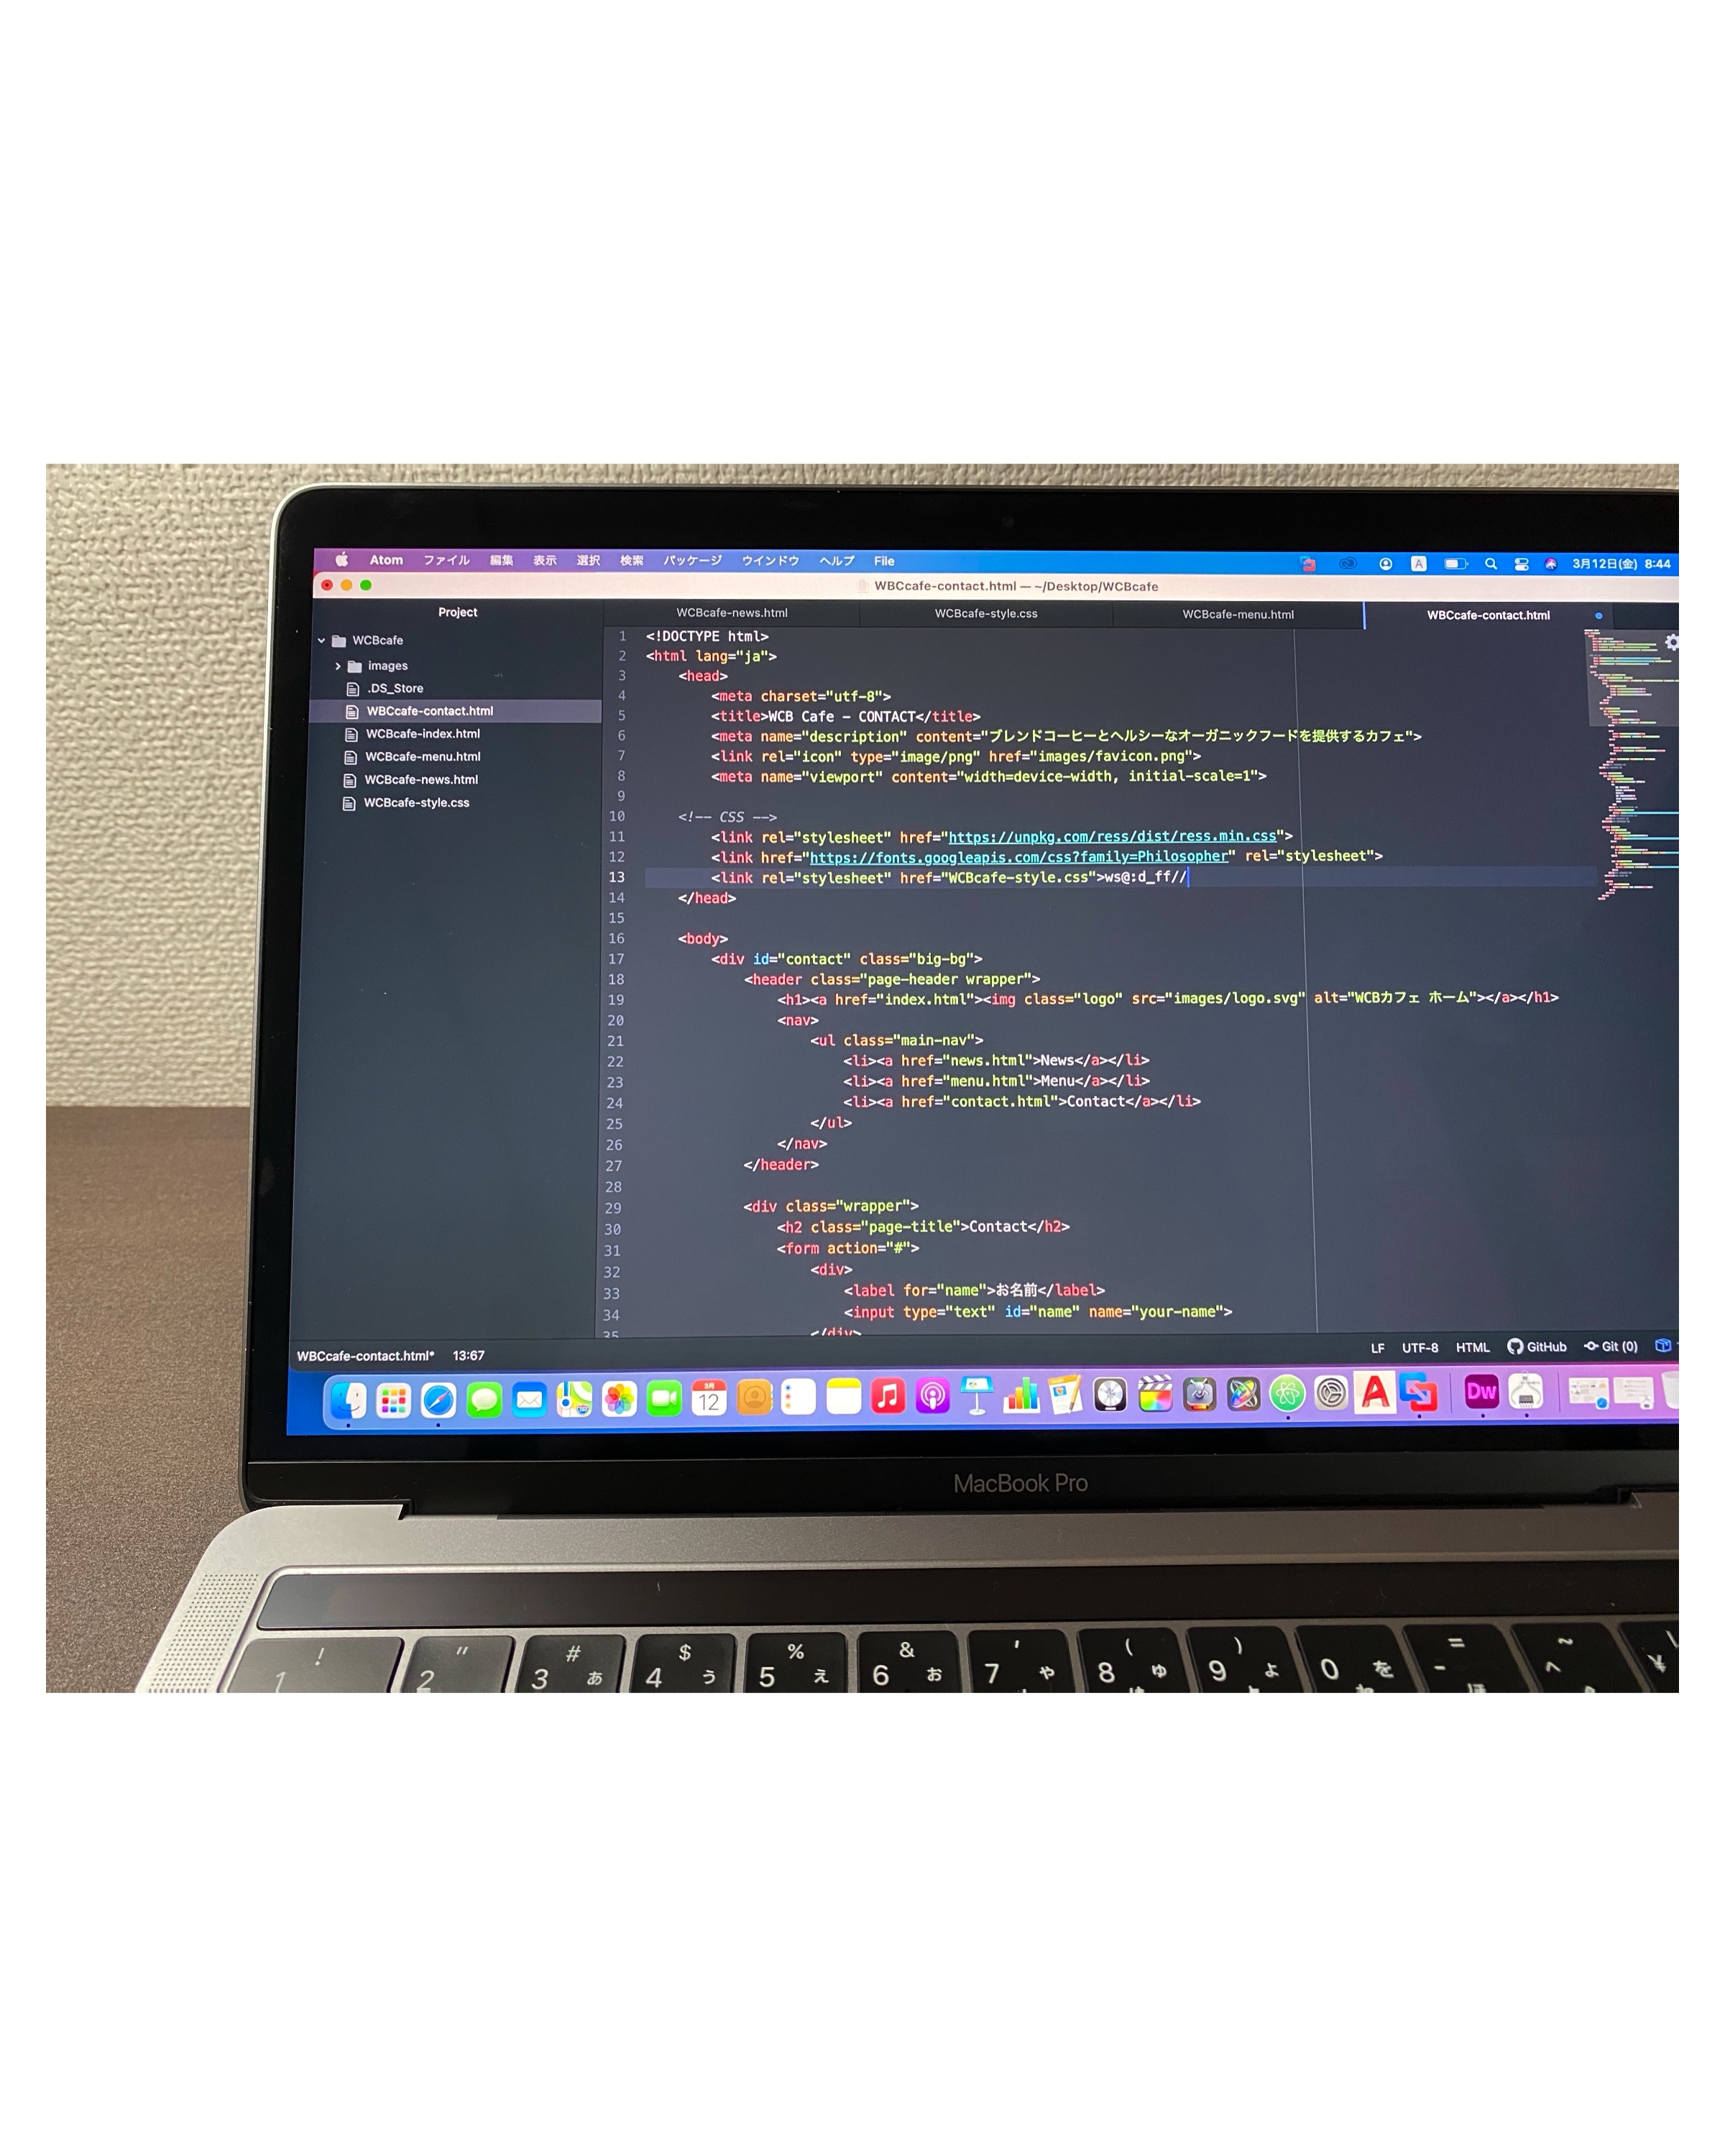 Atom ファイル 編集 表示 選択 検索 パッケージ ウインドウ ヘルプ File A 3月12日(金) 8:44
WBCcafe-contact.html — ~/Desktop/WCBcafe
Project WCBcafe-news.html WCBcafe-style.css WCBcafe-menu.html WBCcafe-contact.html
WCBcafe
images
.DS_Store
WBCcafe-contact.html
WCBcafe-index.html
WCBcafe-menu.html
WCBcafe-news.html
WCBcafe-style.css
1 <!DOCTYPE html>
2 <html lang="ja">
3 <head>
4 <meta charset="utf-8">
5 <title>WCB Cafe - CONTACT</title>
6 <meta name="description" content="ブレンドコーヒーとヘルシーなオーガニックフードを提供するカフェ">
7 <link rel="icon" type="image/png" href="images/favicon.png">
8 <meta name="viewport" content="width=device-width, initial-scale=1">
9
10 <!-- CSS -->
11 <link rel="stylesheet" href="https://unpkg.com/ress/dist/ress.min.css">
12 <link href="https://fonts.googleapis.com/css?family=Philosopher" rel="stylesheet">
13 <link rel="stylesheet" href="WCBcafe-style.css">ws@:d_ff//
14 </head>
15
16 <body>
17 <div id="contact" class="big-bg">
18 <header class="page-header wrapper">
19 <h1><a href="index.html"><img class="logo" src="images/logo.svg" alt="WCBカフェ ホーム"></a></h1>
20 <nav>
21 <ul class="main-nav">
22 <li><a href="news.html">News</a></li>
23 <li><a href="menu.html">Menu</a></li>
24 <li><a href="contact.html">Contact</a></li>
25 </ul>
26 </nav>
27 </header>
28
29 <div class="wrapper">
30 <h2 class="page-title">Contact</h2>
31 <form action="#">
32 <div>
33 <label for="name">お名前</label>
34 <input type="text" id="name" name="your-name">
35 </div>
WBCcafe-contact.html* 13:67 LF UTF-8 HTML GitHub Git (0)
3月 12 Dw
MacBook Pro
! " # $ % & ' ( ) = ~
1 2 3 あ 4 う 5 え 6 お 7 や 8 ゆ 9 よ 0 を - ^ ¥